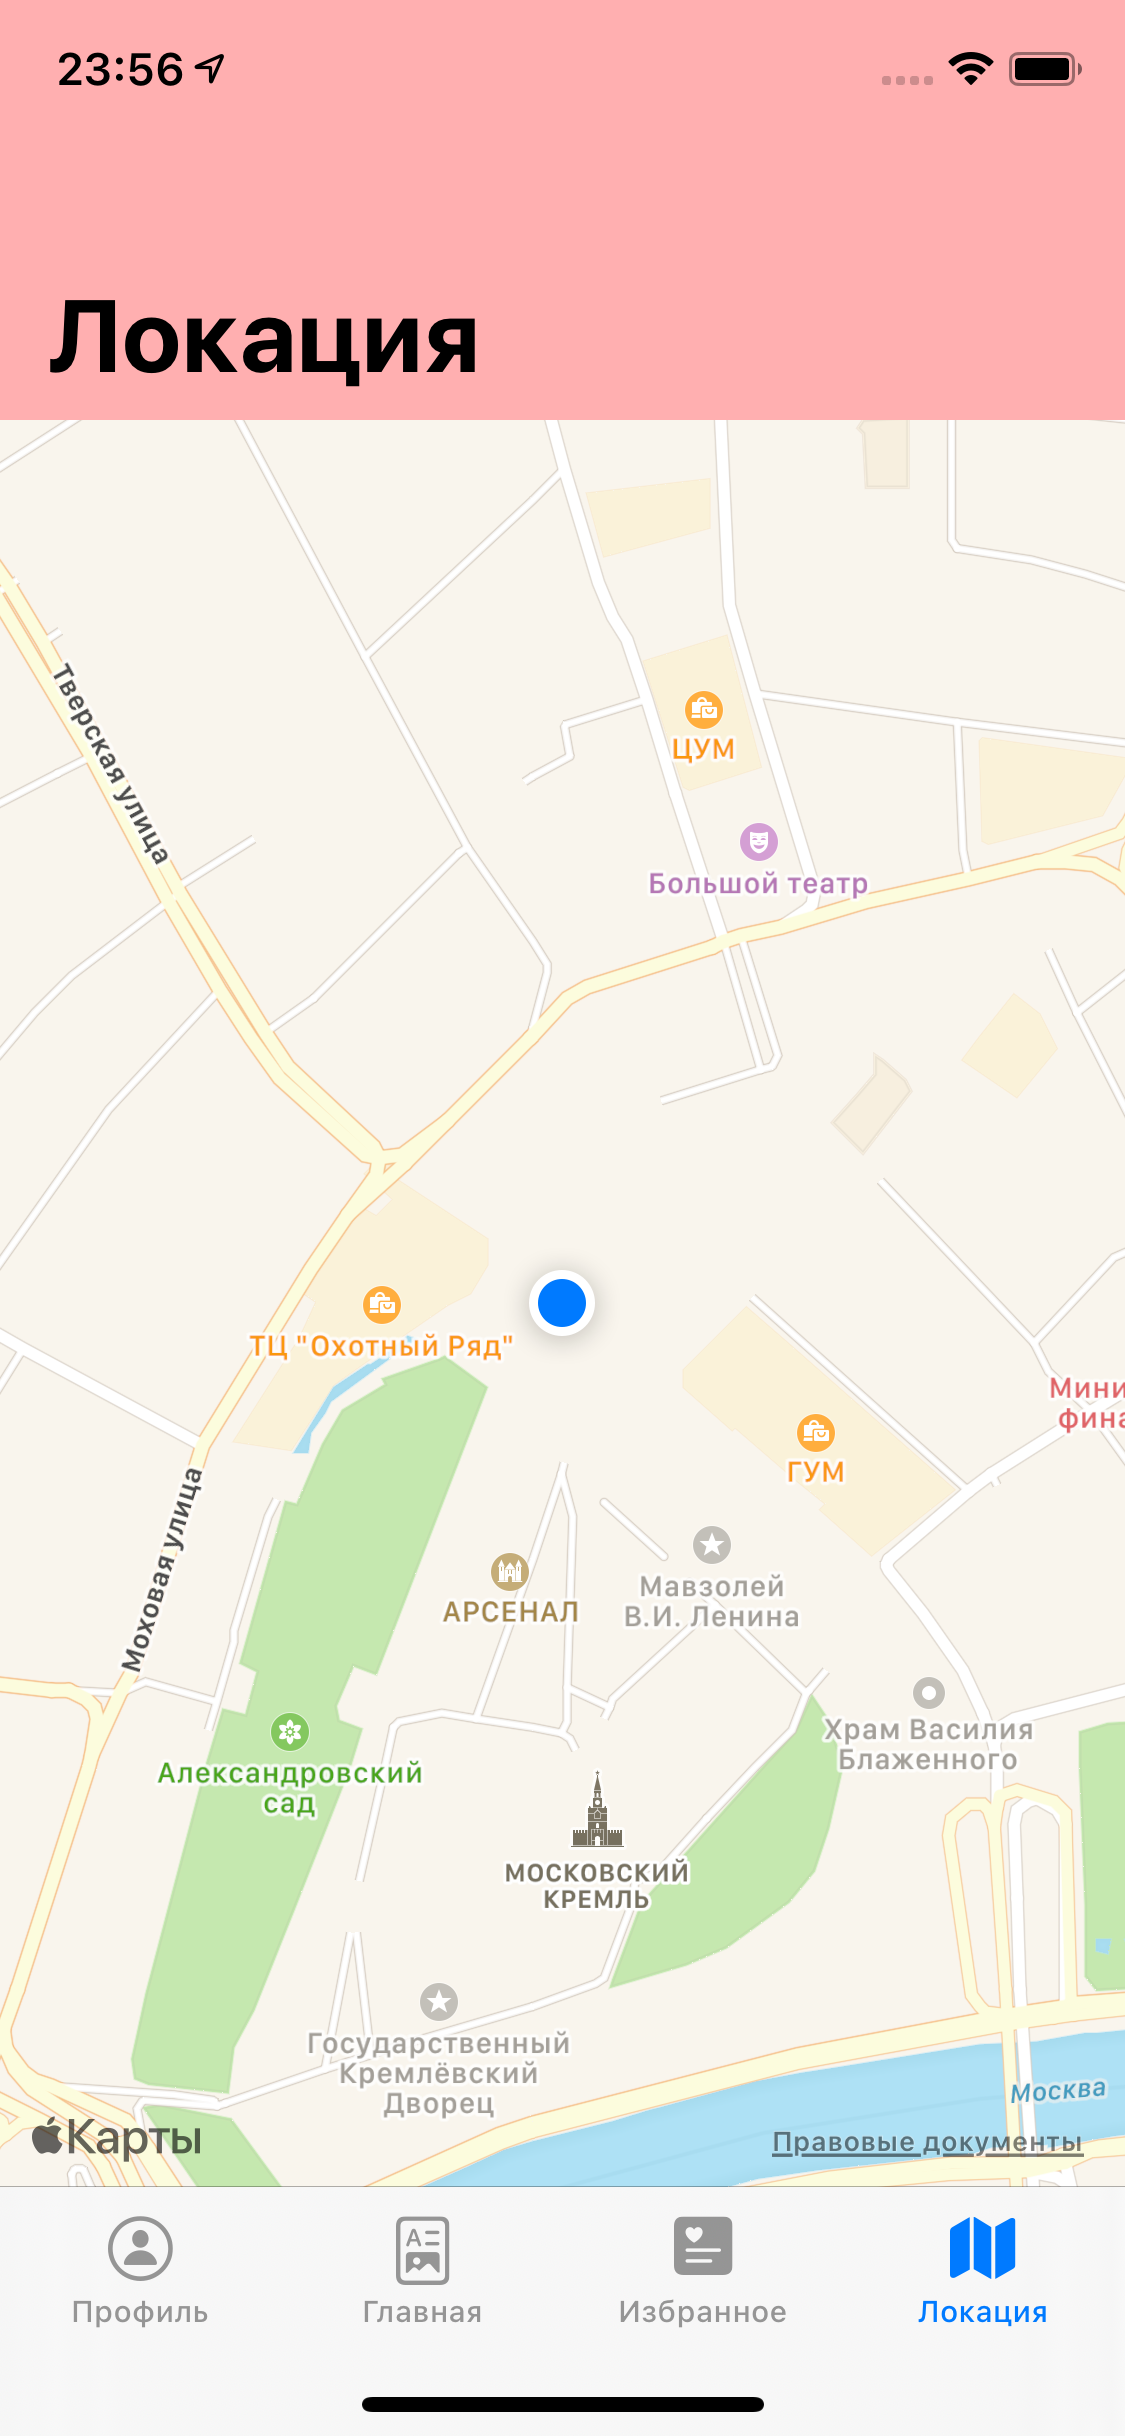 23:56
Локация
Тверская улица
ЦУМ
Большой театр
ТЦ "Охотный Ряд"
Мини
фина
ГУМ
Моховая улица
АРСЕНАЛ
Мавзолей
В.И. Ленина
Храм Василия
Блаженного
Александровский
сад
МОСКОВСКИЙ
КРЕМЛЬ
Государственный
Кремлёвский
Дворец
Москва
Карты
Правовые документы
Профиль
Главная
Избранное
Локация